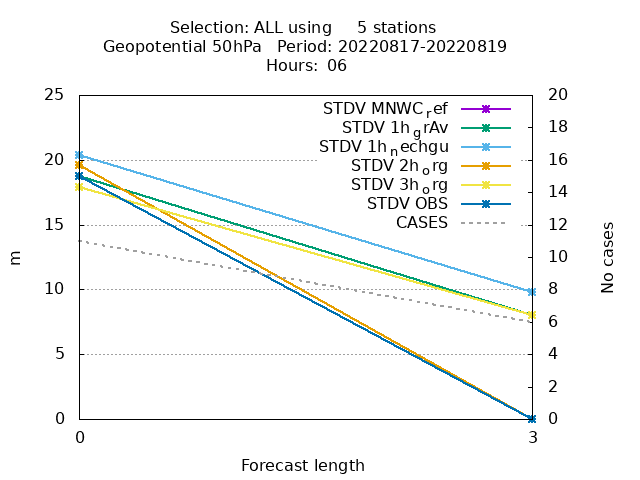 Selection: ALL using     5 stations
Geopotential 50hPa   Period: 20220817-20220819
Hours: 06
25
20
15
10
5
0
m
STDV MNWC_ref
STDV 1h_grAv
STDV 1h_nechgu
STDV 2h_org
STDV 3h_org
STDV OBS
CASES
20
18
16
14
12
10
8
6
4
2
0
No cases
0
3
Forecast length